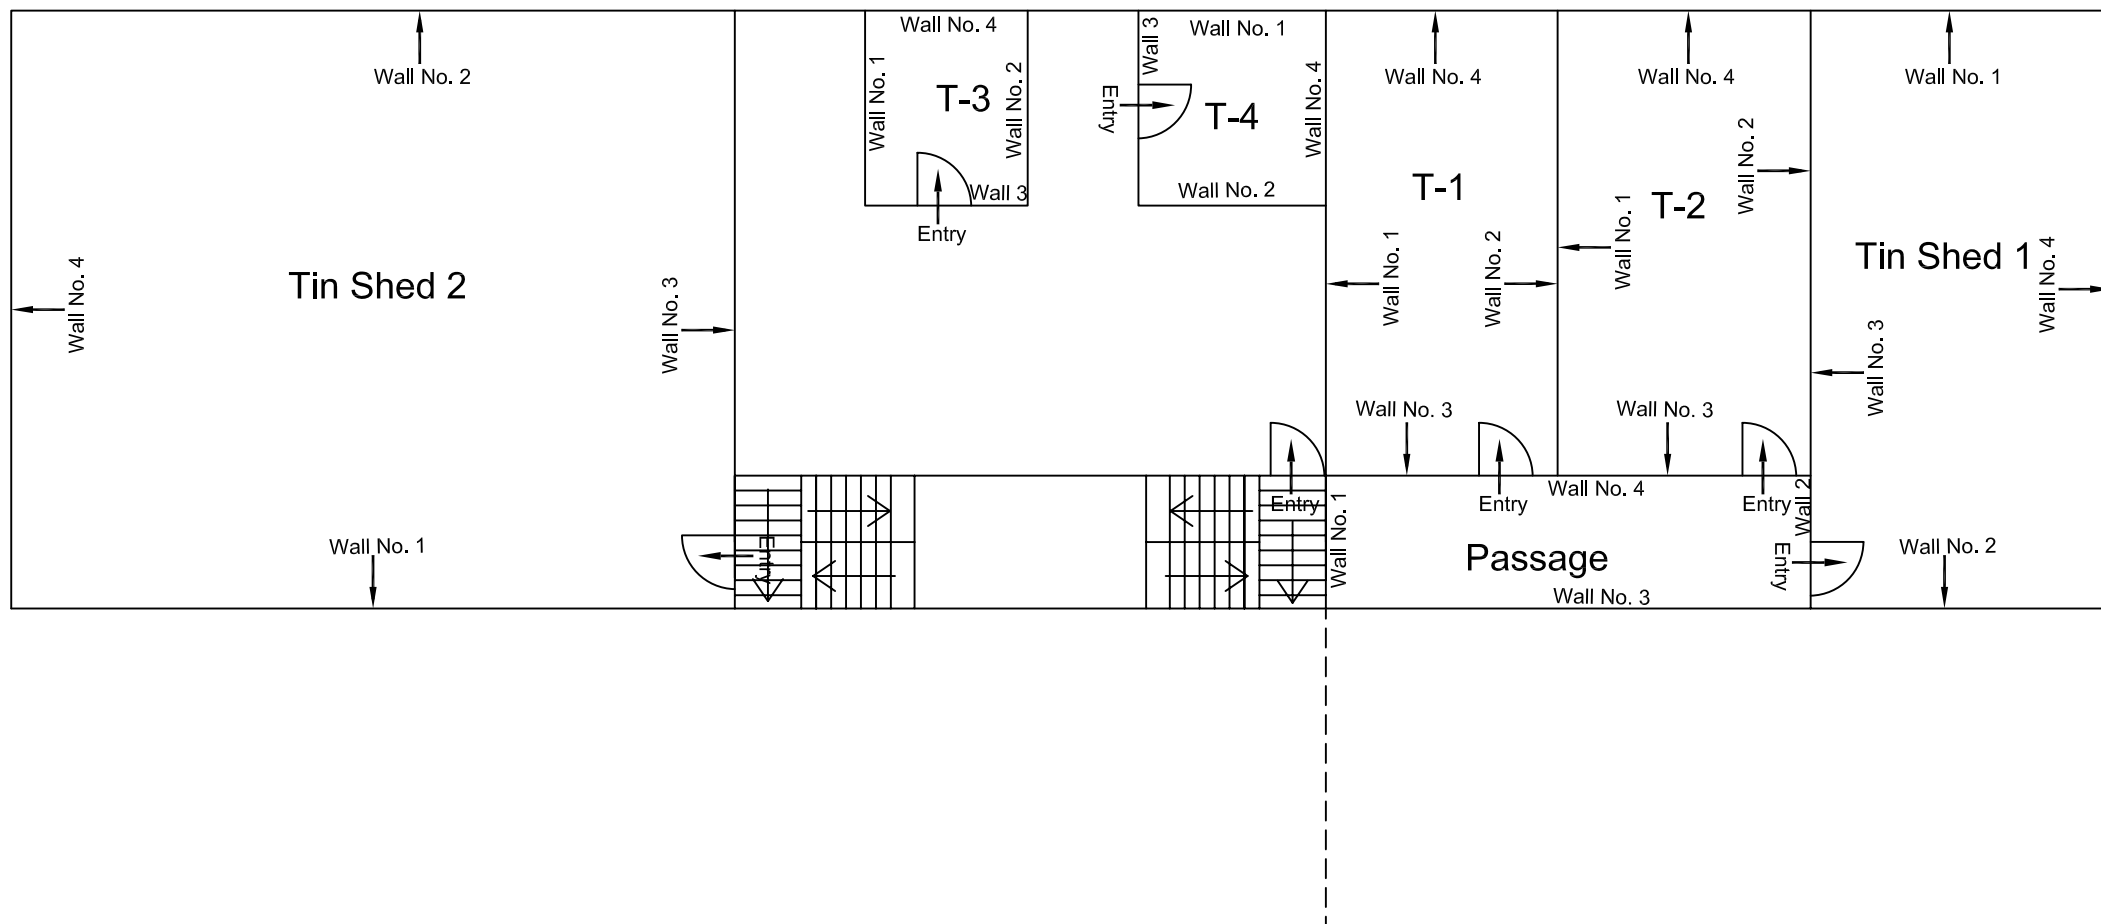 Wall No. 2
Tin Shed 2
Wall No. 4
Wall No. 3
Wall No. 1
Entry
Wall No. 4
Wall No. 1
T-3
Wall No. 2
Wall 3
Entry
Wall 3
Wall No. 1
Entry
T-4
Wall No. 4
Wall No. 2
Entry
Wall No. 4
T-1
Wall No. 1
Wall No. 2
Wall No. 3
Entry
Wall No. 4
Wall No. 2
T-2
Wall No. 1
Wall No. 3
Entry
Wall No. 1
Wall No. 4
Wall 2
Passage
Entry
Wall No. 3
Wall No. 1
Tin Shed 1
Wall No. 4
Wall No. 3
Wall No. 2